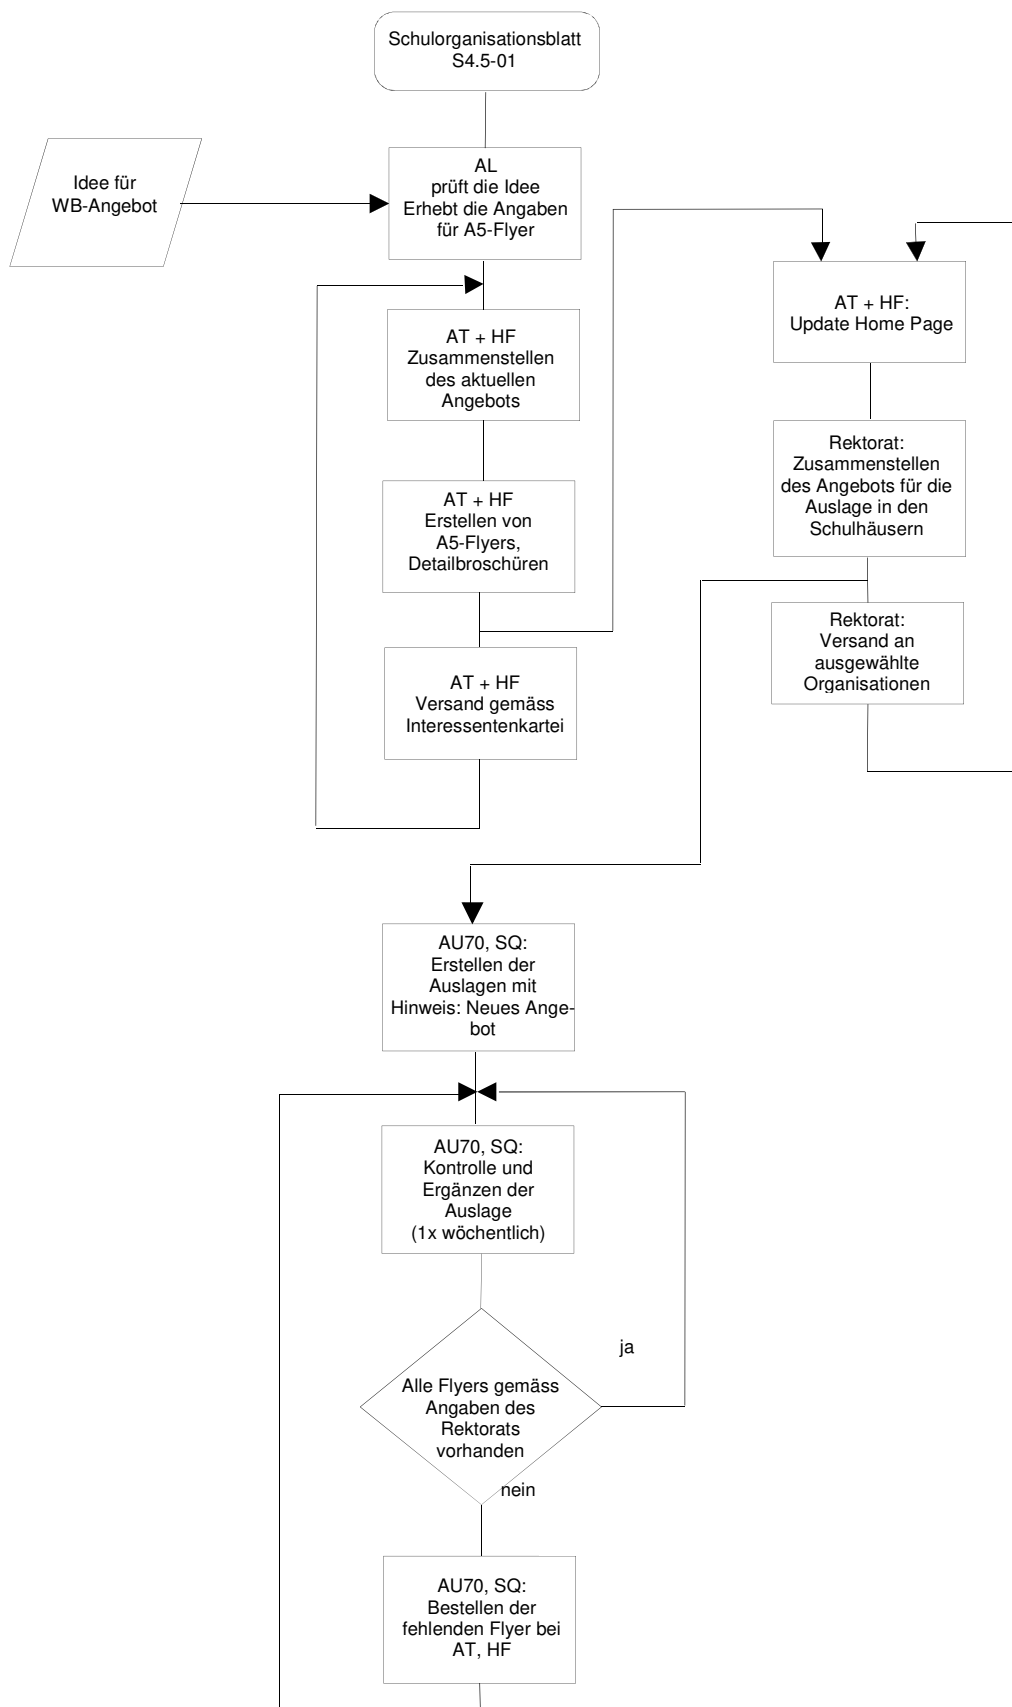 Schulorganisationsblatt
S4.5-01
Idee für
WB-Angebot
AL
prüft die Idee
Erhebt die Angaben
für A5-Flyer
AT + HF
Zusammenstellen
des aktuellen
Angebots
AT + HF
Erstellen von
A5-Flyers,
Detailbroschüren
AT + HF
Versand gemäss
Interessentenkartei
AT + HF:
Update Home Page
Rektorat:
Zusammenstellen
des Angebots für die
Auslage in den
Schulhäusern
Rektorat:
Versand an
ausgewählte
Organisationen
AU70, SQ:
Erstellen der
Auslagen mit
Hinweis: Neues Ange-
bot
AU70, SQ:
Kontrolle und
Ergänzen der
Auslage
(1x wöchentlich)
ja
Alle Flyers gemäss
Angaben des
Rektorats
vorhanden
nein
AU70, SQ:
Bestellen der
fehlenden Flyer bei
AT, HF